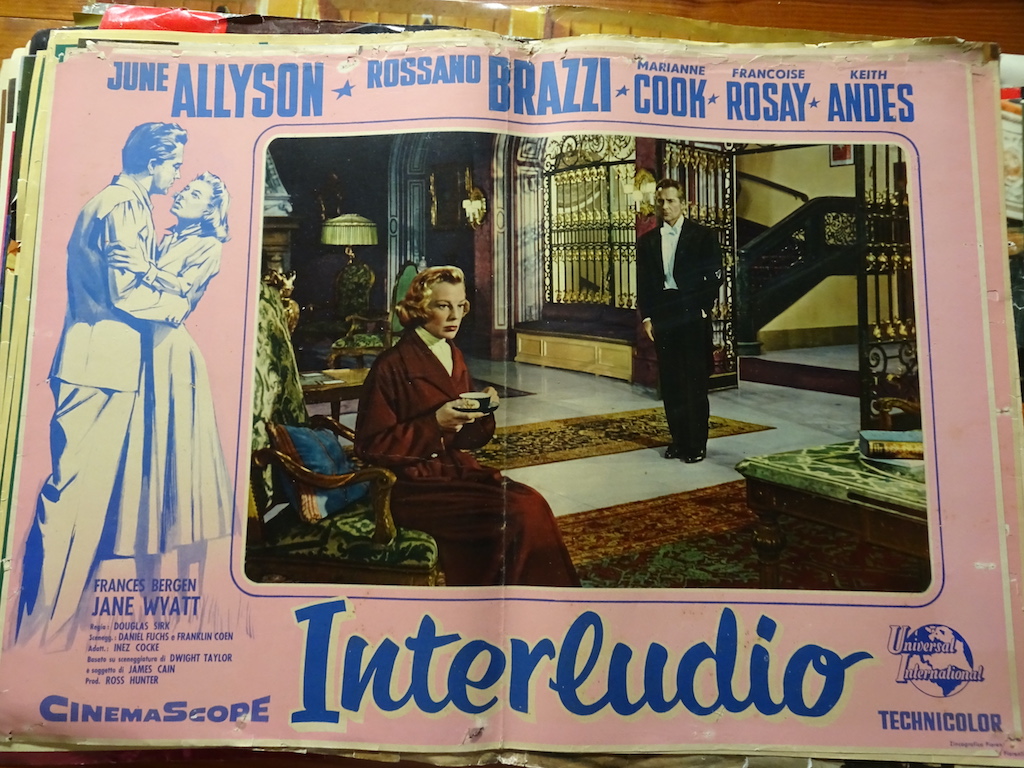 JUNE ALLYSON ★ ROSSANO BRAZZI ★ MARIANNE COOK ★ FRANCOISE ROSAY ★ KEITH ANDES
FRANCES BERGEN
JANE WYATT
Regia: DOUGLAS SIRK
Scenegg.: DANIEL FUCHS e FRANKLIN COEN
Adatt.: INEZ COCKE
Basato su sceneggiatura di DWIGHT TAYLOR
e soggetto di JAMES CAIN
Prod. ROSS HUNTER
CINEMASCOPE
Interludio
Universal
International
TECHNICOLOR